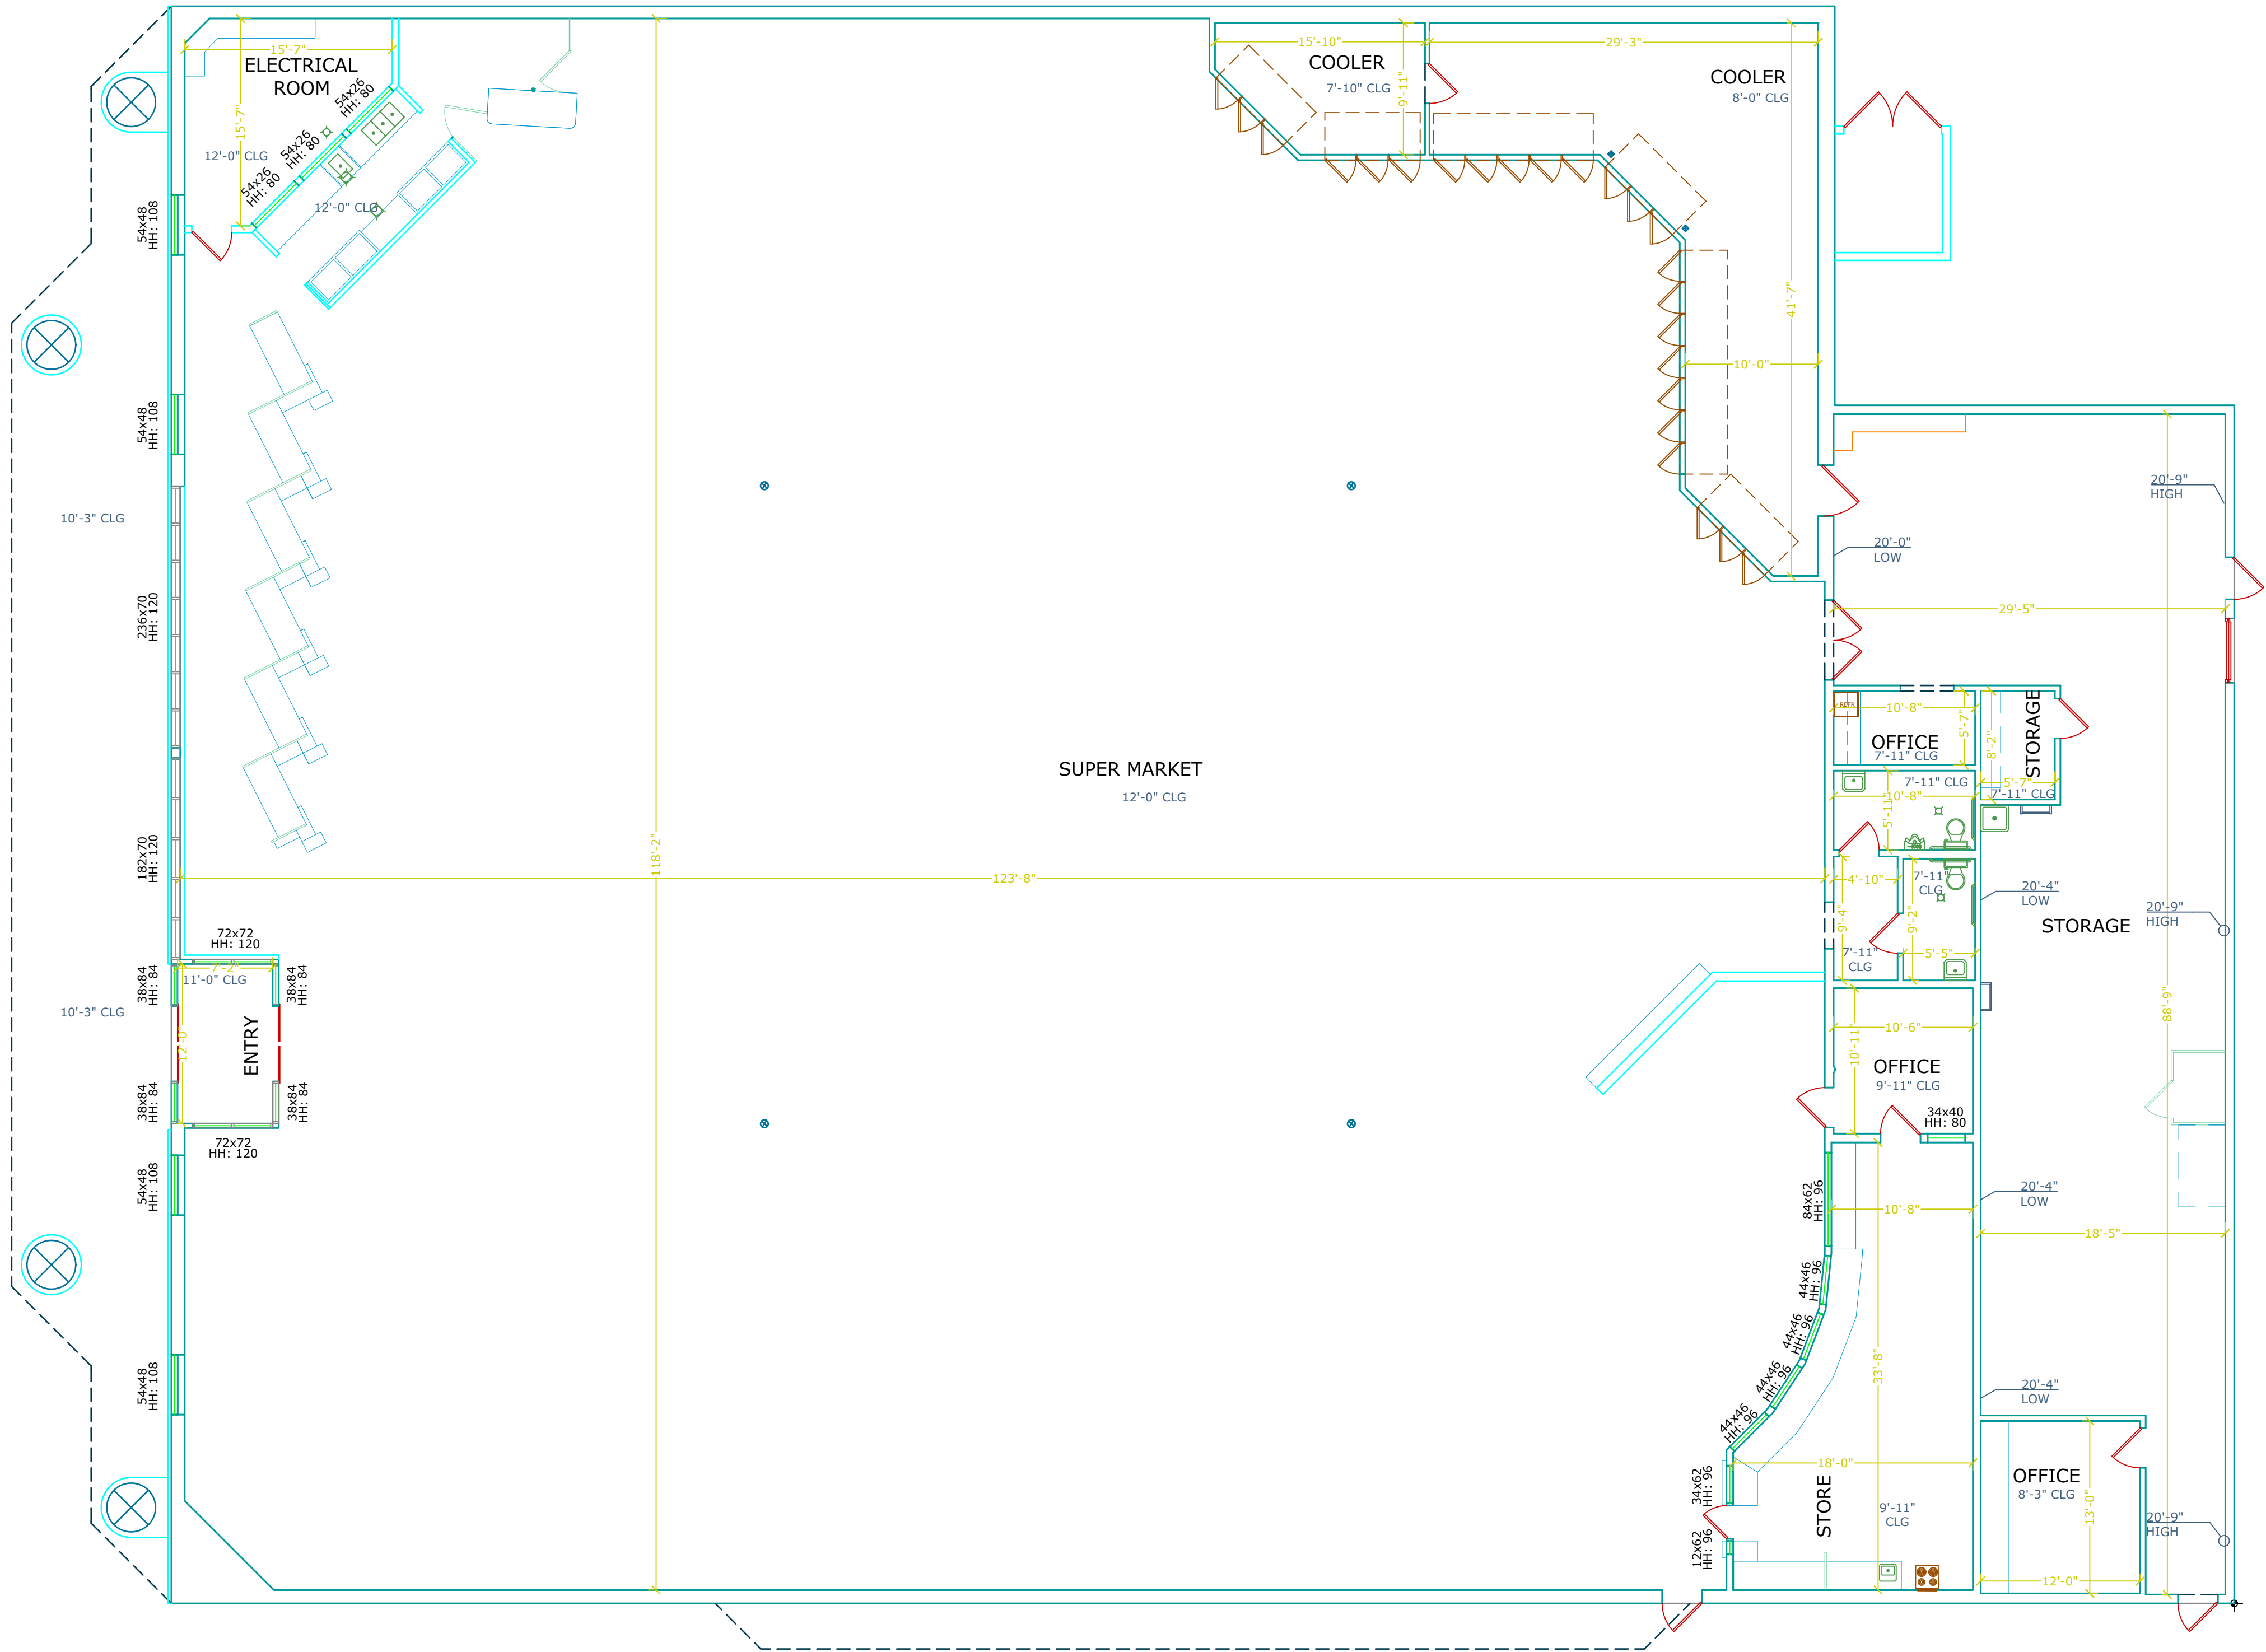 15'-7"
ELECTRICAL
ROOM
15'-7"
12'-0" CLG
54x26
HH: 80
54x26
HH: 80
54x26
HH: 80
12'-0" CLG
15'-10"
COOLER
7'-10" CLG
9'-11"
29'-3"
COOLER
8'-0" CLG
41'-7"
10'-0"
54x48
HH: 108
54x48
HH: 108
10'-3" CLG
236x70
HH: 120
182x70
HH: 120
20'-9"
HIGH
20'-0"
LOW
29'-5"
SUPER MARKET
12'-0" CLG
118'-2"
123'-8"
REFR.
10'-8"
5'-7"
OFFICE
7'-11" CLG
8'-2"
STORAGE
5'-7"
7'-11" CLG
7'-11" CLG
10'-8"
5'-11"
4'-10"
9'-4"
7'-11"
CLG
7'-11"
CLG
9'-2"
5'-5"
20'-4"
LOW
20'-9"
HIGH
STORAGE
88'-9"
72x72
HH: 120
7'-2"
11'-0" CLG
38x84
HH: 84
38x84
HH: 84
10'-3" CLG
12'-0"
ENTRY
38x84
HH: 84
38x84
HH: 84
72x72
HH: 120
10'-6"
10'-11"
OFFICE
9'-11" CLG
34x40
HH: 80
54x48
HH: 108
54x48
HH: 108
84x62
HH: 96
10'-8"
20'-4"
LOW
18'-5"
44x46
HH: 96
44x46
HH: 96
44x46
HH: 96
44x46
HH: 96
33'-8"
20'-4"
LOW
18'-0"
34x62
HH: 96
12x62
HH: 96
STORE
9'-11"
CLG
OFFICE
8'-3" CLG
13'-0"
12'-0"
20'-9"
HIGH